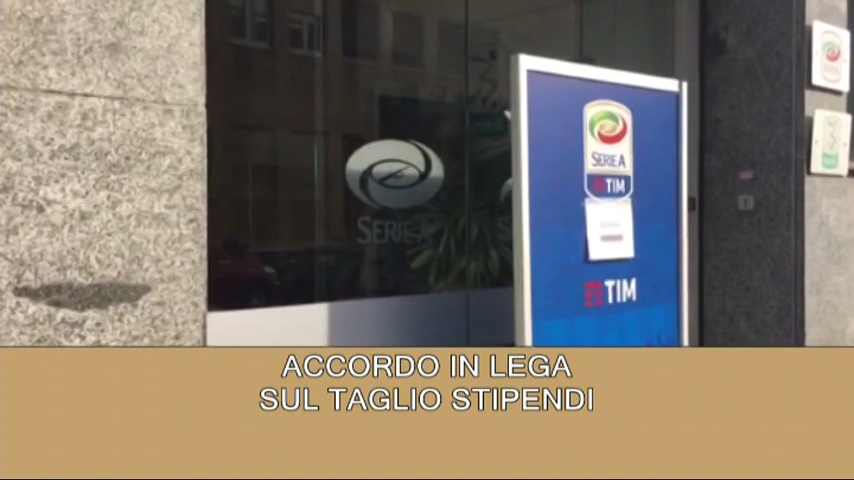 SERIE A
SERIE A
TIM
TIM
ACCORDO IN LEGA
SUL TAGLIO STIPENDI